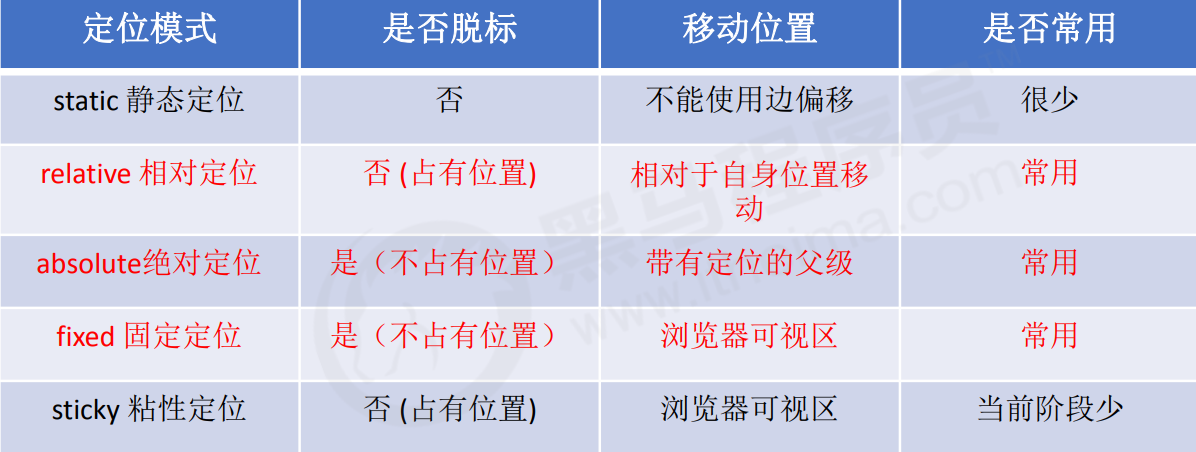 定位模式 是否脱标 移动位置 是否常用
static 静态定位 否 不能使用边偏移 很少
relative 相对定位 否 (占有位置) 相对于自身位置移
动 常用
absolute绝对定位 是（不占有位置） 带有定位的父级 常用
fixed 固定定位 是（不占有位置） 浏览器可视区 常用
sticky 粘性定位 否 (占有位置) 浏览器可视区 当前阶段少
黑马程序员
www.itheima.com